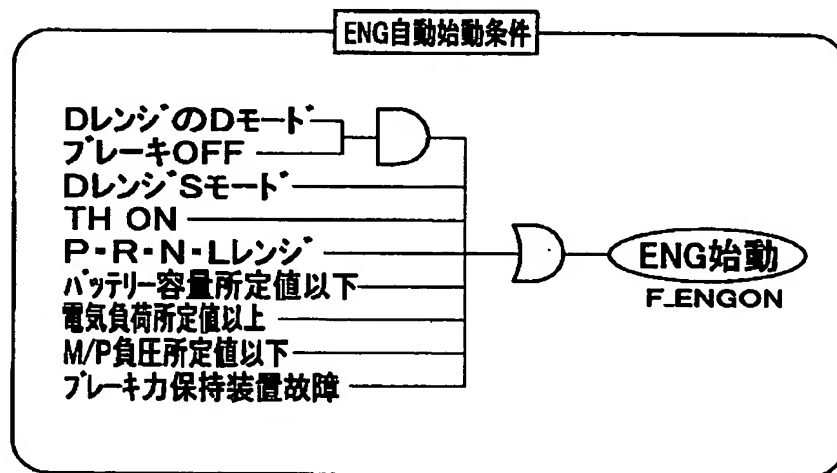 ENG自動始動条件
DレンジのDモード
ブレーキOFF
DレンジSモード
TH ON
P・R・N・Lレンジ
バッテリー容量所定値以下
電気負荷所定値以上
M/P負圧所定値以下
ブレーキ力保持装置故障
ENG始動
F_ENGON